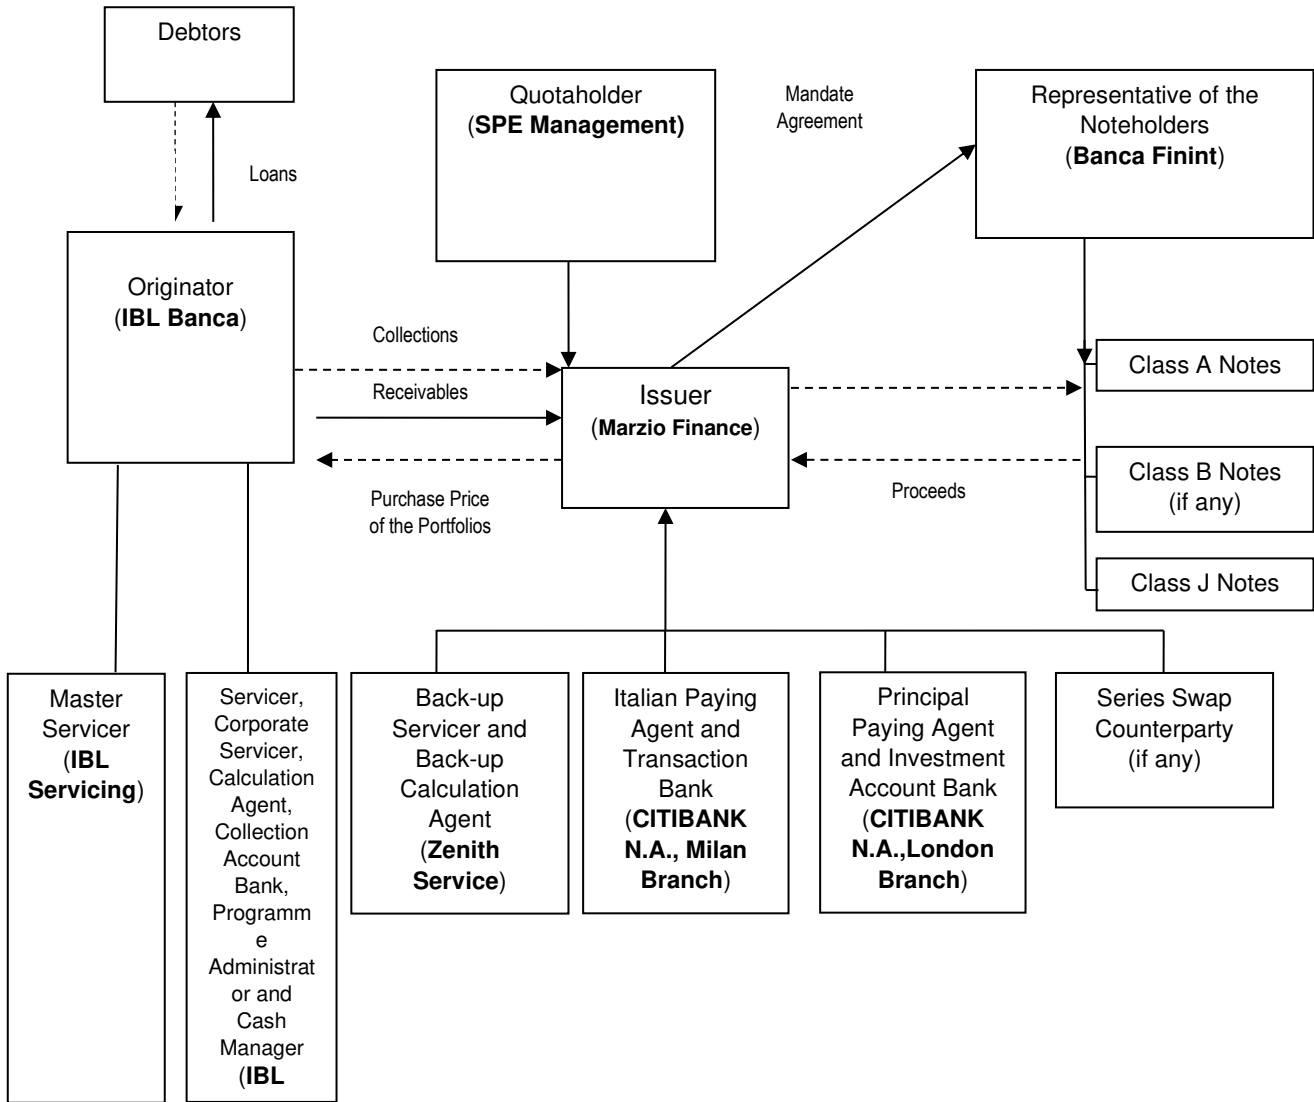 Debtors
Loans
Quotaholder
(SPE Management)
Mandate
Agreement
Representative of the
Noteholders
(Banca Finint)
Originator
(IBL Banca)
Collections
Receivables
Purchase Price
of the Portfolios
Issuer
(Marzio Finance)
Proceeds
Class A Notes
Class B Notes
(if any)
Class J Notes
Master
Servicer
(IBL
Servicing)
Servicer,
Corporate
Servicer,
Calculation
Agent,
Collection
Account
Bank,
Programm
e
Administrat
or and
Cash
Manager
(IBL
Back-up
Servicer and
Back-up
Calculation
Agent
(Zenith
Service)
Italian Paying
Agent and
Transaction
Bank
(CITIBANK
N.A., Milan
Branch)
Principal
Paying Agent
and Investment
Account Bank
(CITIBANK
N.A.,London
Branch)
Series Swap
Counterparty
(if any)